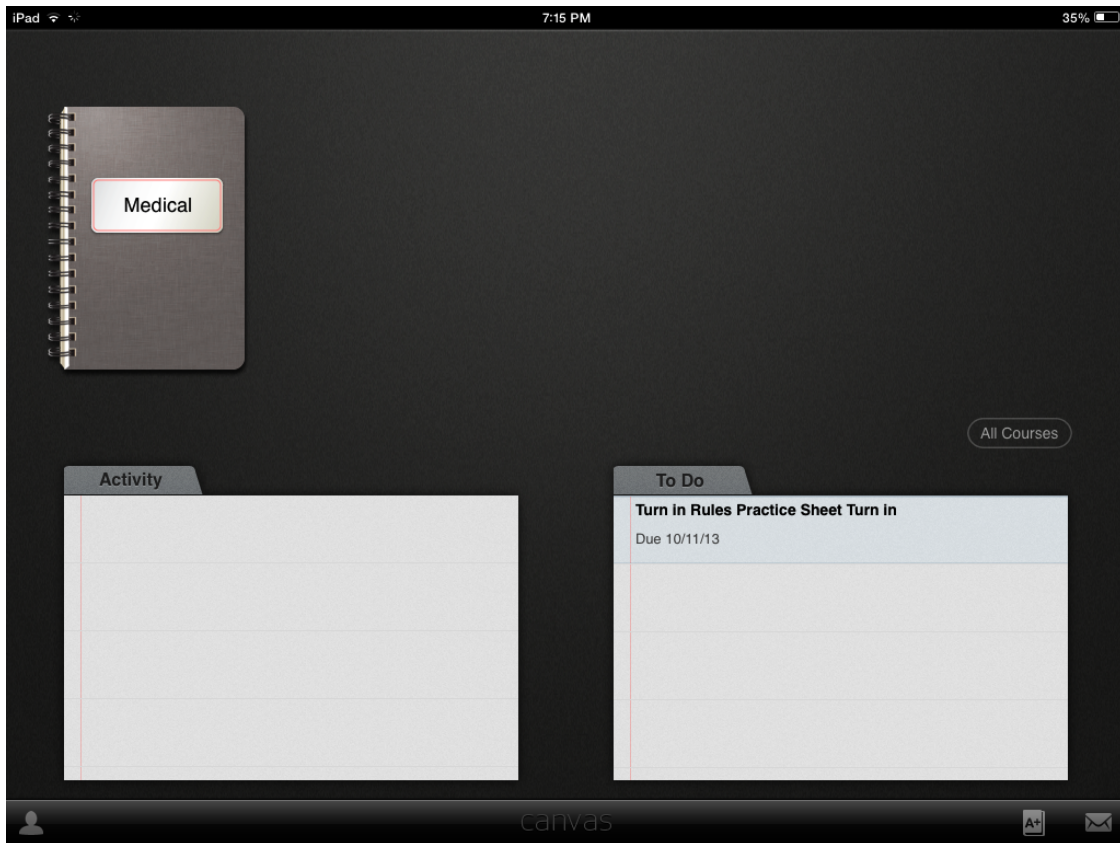 iPad 7:15 PM 35%
Medical
All Courses
Activity
To Do
Turn in Rules Practice Sheet Turn in
Due 10/11/13
canvas
A+